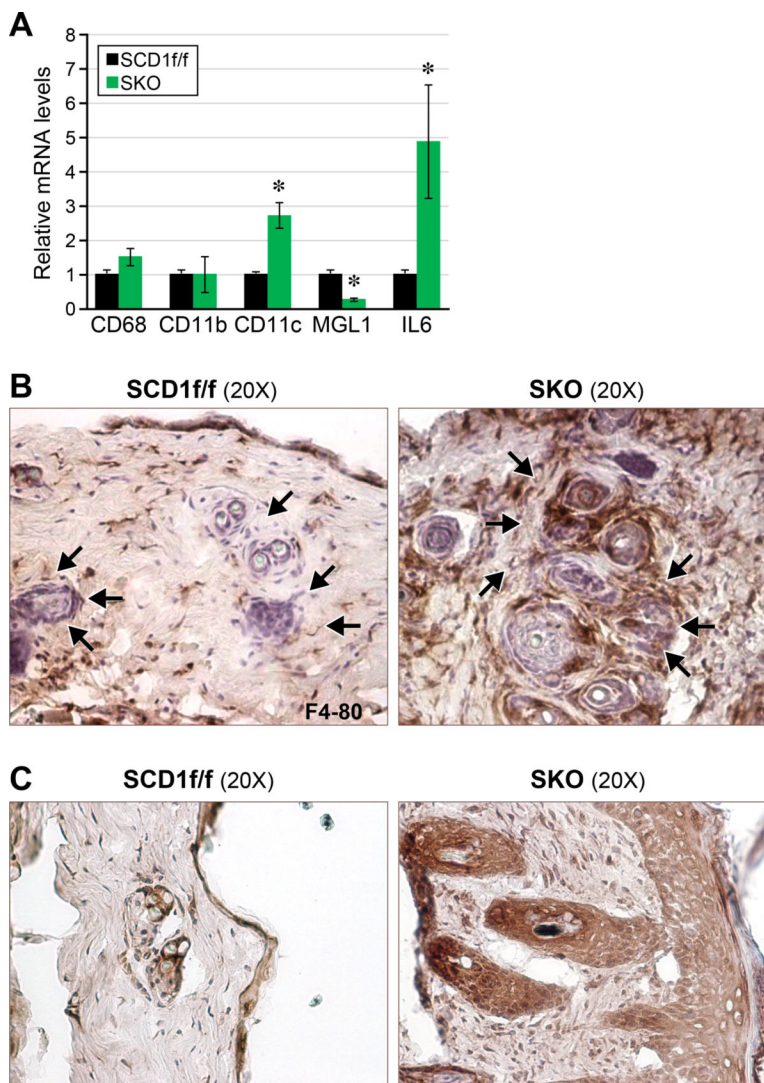 A
8
7
6
5
4
3
2
1
0
Relative mRNA levels
SCD1f/f
SKO
*
*
*
CD68 CD11b CD11c MGL1 IL6
B
SCD1f/f (20X)
SKO (20X)
F4-80
C
SCD1f/f (20X)
SKO (20X)